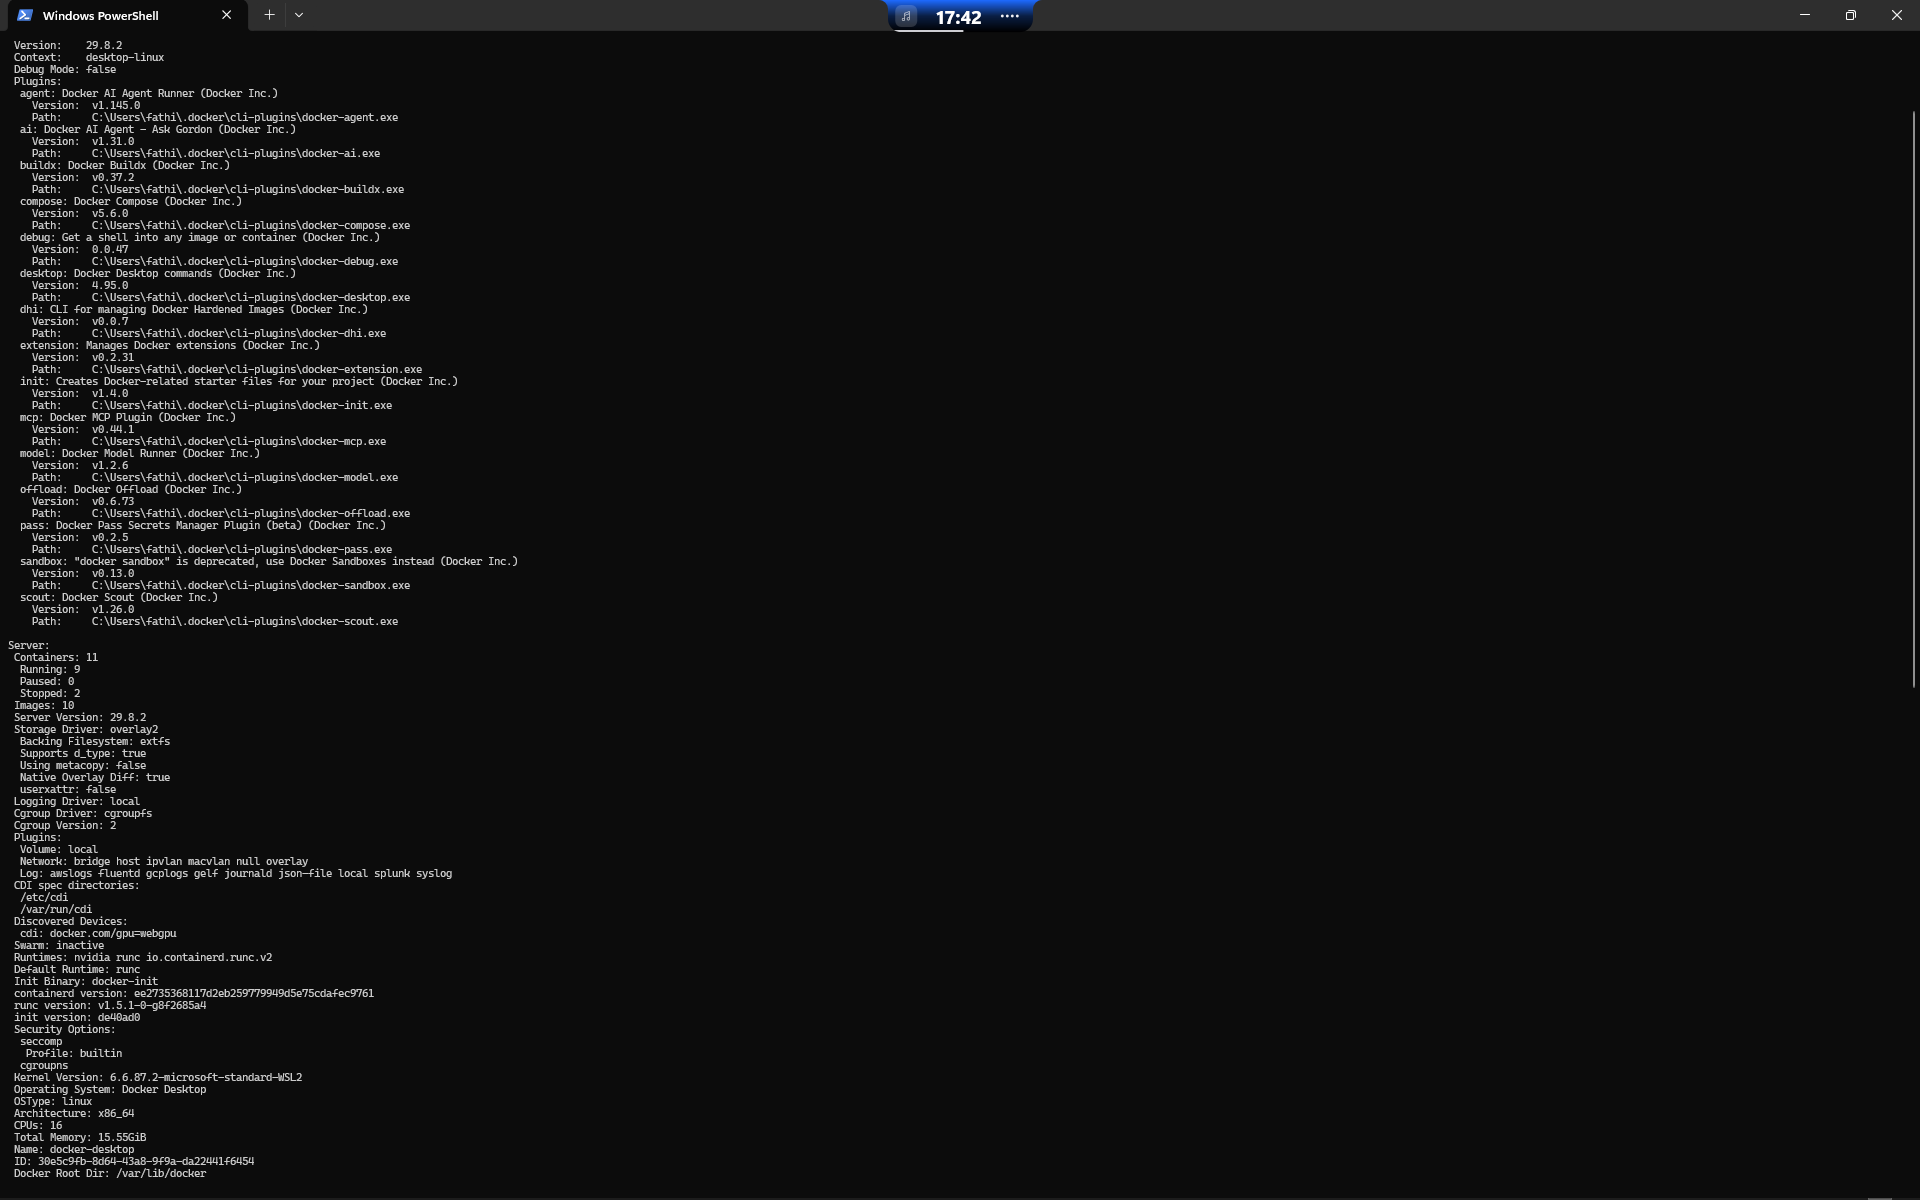 Windows PowerShell
17:42
Version:    29.8.2
Context:    desktop-linux
Debug Mode: false
Plugins:
agent: Docker AI Agent Runner (Docker Inc.)
Version:  v1.145.0
Path:     C:\Users\fathi\.docker\cli-plugins\docker-agent.exe
ai: Docker AI Agent - Ask Gordon (Docker Inc.)
Version:  v1.31.0
Path:     C:\Users\fathi\.docker\cli-plugins\docker-ai.exe
buildx: Docker Buildx (Docker Inc.)
Version:  v0.37.2
Path:     C:\Users\fathi\.docker\cli-plugins\docker-buildx.exe
compose: Docker Compose (Docker Inc.)
Version:  v5.6.0
Path:     C:\Users\fathi\.docker\cli-plugins\docker-compose.exe
debug: Get a shell into any image or container (Docker Inc.)
Version:  0.0.47
Path:     C:\Users\fathi\.docker\cli-plugins\docker-debug.exe
desktop: Docker Desktop commands (Docker Inc.)
Version:  4.95.0
Path:     C:\Users\fathi\.docker\cli-plugins\docker-desktop.exe
dhi: CLI for managing Docker Hardened Images (Docker Inc.)
Version:  v0.0.7
Path:     C:\Users\fathi\.docker\cli-plugins\docker-dhi.exe
extension: Manages Docker extensions (Docker Inc.)
Version:  v0.2.31
Path:     C:\Users\fathi\.docker\cli-plugins\docker-extension.exe
init: Creates Docker-related starter files for your project (Docker Inc.)
Version:  v1.4.0
Path:     C:\Users\fathi\.docker\cli-plugins\docker-init.exe
mcp: Docker MCP Plugin (Docker Inc.)
Version:  v0.44.1
Path:     C:\Users\fathi\.docker\cli-plugins\docker-mcp.exe
model: Docker Model Runner (Docker Inc.)
Version:  v1.2.6
Path:     C:\Users\fathi\.docker\cli-plugins\docker-model.exe
offload: Docker Offload (Docker Inc.)
Version:  v0.6.73
Path:     C:\Users\fathi\.docker\cli-plugins\docker-offload.exe
pass: Docker Pass Secrets Manager Plugin (beta) (Docker Inc.)
Version:  v0.2.5
Path:     C:\Users\fathi\.docker\cli-plugins\docker-pass.exe
sandbox: "docker sandbox" is deprecated, use Docker Sandboxes instead (Docker Inc.)
Version:  v0.13.0
Path:     C:\Users\fathi\.docker\cli-plugins\docker-sandbox.exe
scout: Docker Scout (Docker Inc.)
Version:  v1.26.0
Path:     C:\Users\fathi\.docker\cli-plugins\docker-scout.exe
Server:
Containers: 11
Running: 9
Paused: 0
Stopped: 2
Images: 10
Server Version: 29.8.2
Storage Driver: overlay2
Backing Filesystem: extfs
Supports d_type: true
Using metacopy: false
Native Overlay Diff: true
userxattr: false
Logging Driver: local
Cgroup Driver: cgroupfs
Cgroup Version: 2
Plugins:
Volume: local
Network: bridge host ipvlan macvlan null overlay
Log: awslogs fluentd gcplogs gelf journald json-file local splunk syslog
CDI spec directories:
/etc/cdi
/var/run/cdi
Discovered Devices:
cdi: docker.com/gpu=webgpu
Swarm: inactive
Runtimes: nvidia runc io.containerd.runc.v2
Default Runtime: runc
Init Binary: docker-init
containerd version: ee2735368117d2eb259779949d5e75cdafec9761
runc version: v1.5.1-0-g8f2685a4
init version: de40ad0
Security Options:
seccomp
Profile: builtin
cgroupns
Kernel Version: 6.6.87.2-microsoft-standard-WSL2
Operating System: Docker Desktop
OSType: linux
Architecture: x86_64
CPUs: 16
Total Memory: 15.55GiB
Name: docker-desktop
ID: 30e5c9fb-8d64-43a8-9f9a-da22441f6454
Docker Root Dir: /var/lib/docker